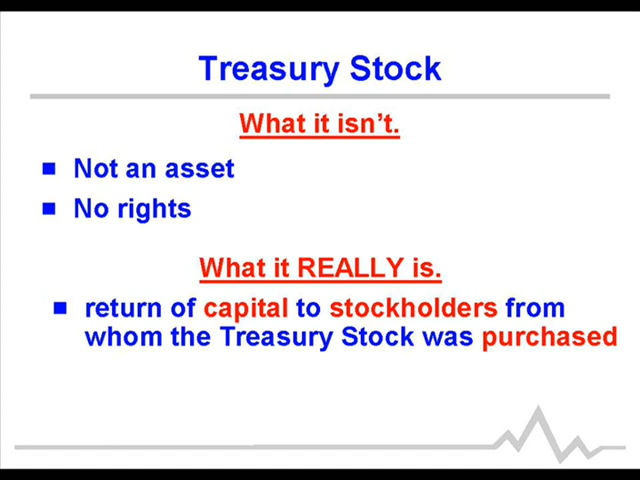 Treasury Stock
What it isn't.
Not an asset
No rights
What it REALLY is.
return of capital to stockholders from
whom the Treasury Stock was purchased